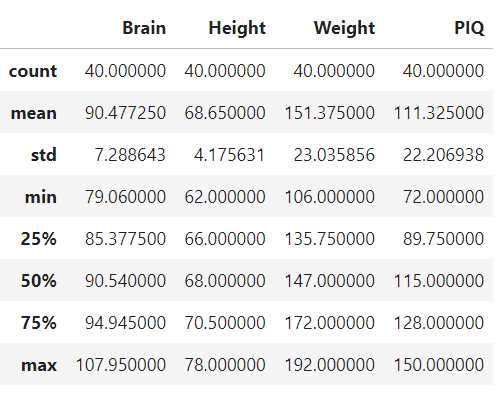 Brain Height Weight PIQ
count 40.000000 40.000000 40.000000 40.000000
mean 90.477250 68.650000 151.375000 111.325000
std 7.288643 4.175631 23.035856 22.206938
min 79.060000 62.000000 106.000000 72.000000
25% 85.377500 66.000000 135.750000 89.750000
50% 90.540000 68.000000 147.000000 115.000000
75% 94.945000 70.500000 172.000000 128.000000
max 107.950000 78.000000 192.000000 150.000000